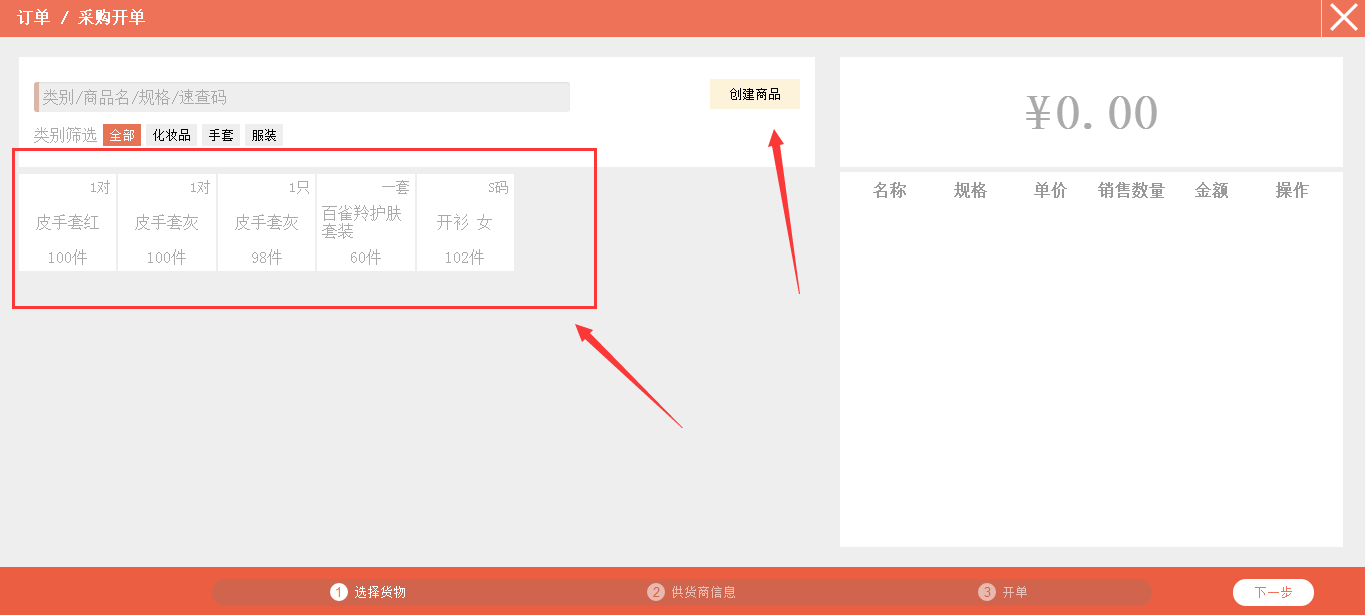 订单 / 采购开单
类别/商品名/规格/速查码
创建商品
类别筛选 全部 化妆品 手套 服装
¥0.00
1对 1对 1只 一套 S码
皮手套红 皮手套灰 皮手套灰 百雀羚护肤套装 开衫 女
100件 100件 98件 60件 102件
名称 规格 单价 销售数量 金额 操作
1 选择货物 2 供货商信息 3 开单 下一步